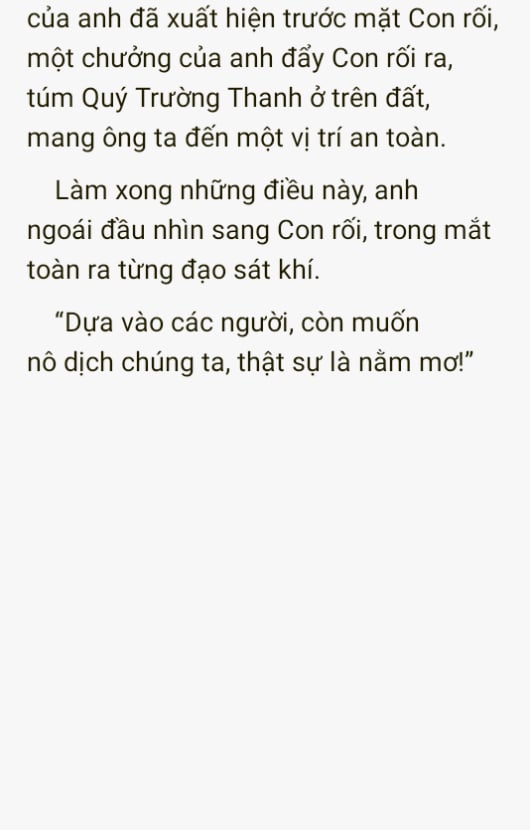 của anh đã xuất hiện trước mặt Con rối,
một chưởng của anh đẩy Con rối ra,
túm Quý Trường Thanh ở trên đất,
mang ông ta đến một vị trí an toàn.
Làm xong những điều này, anh
ngoái đầu nhìn sang Con rối, trong mắt
toàn ra từng đạo sát khí.
“Dựa vào các người, còn muốn
nô dịch chúng ta, thật sự là nằm mơ!”